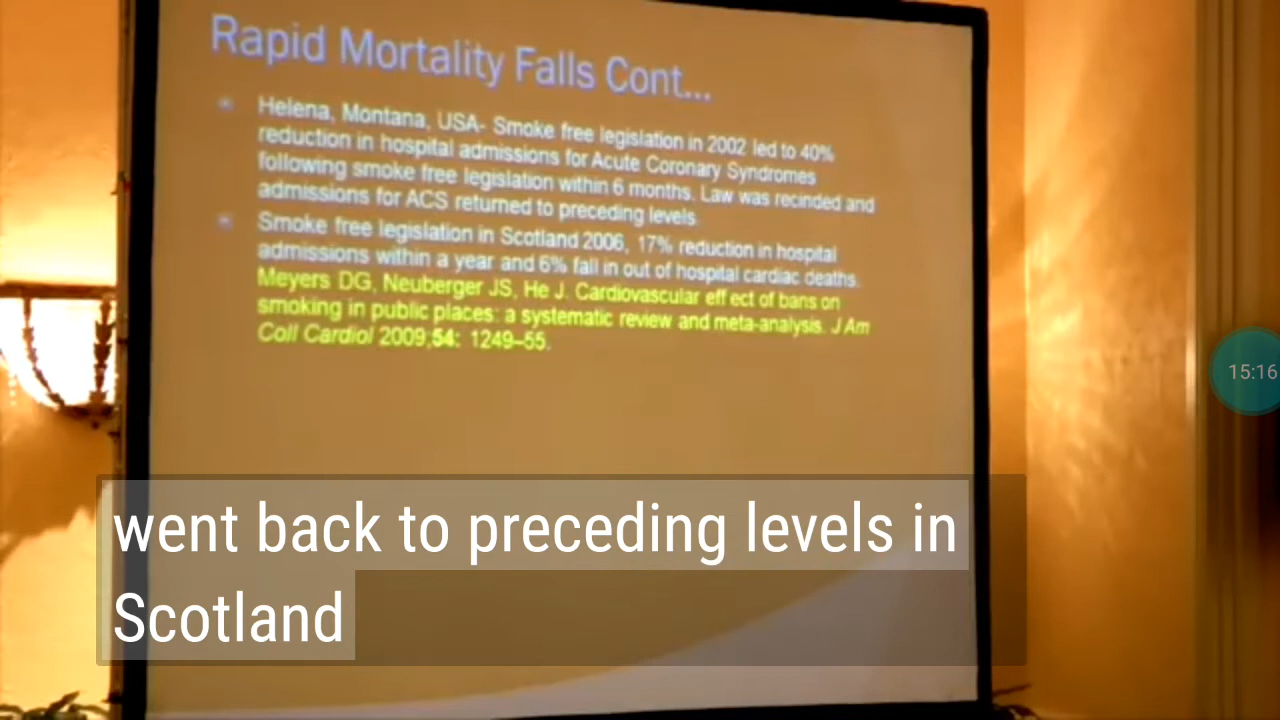 Rapid Mortality Falls Cont...
Helena, Montana, USA- Smoke free legislation in 2002 led to 40%
reduction in hospital admissions for Acute Coronary Syndromes
following smoke free legislation within 6 months. Law was recinded and
admissions for ACS returned to preceding levels.
Smoke free legislation in Scotland 2006, 17% reduction in hospital
admissions within a year and 6% fall in out of hospital cardiac deaths.
Meyers DG, Neuberger JS, He J. Cardiovascular eff ect of bans on
smoking in public places: a systematic review and meta-analysis. J Am
Coll Cardiol 2009,54: 1249–55.
15:16
went back to preceding levels in
Scotland